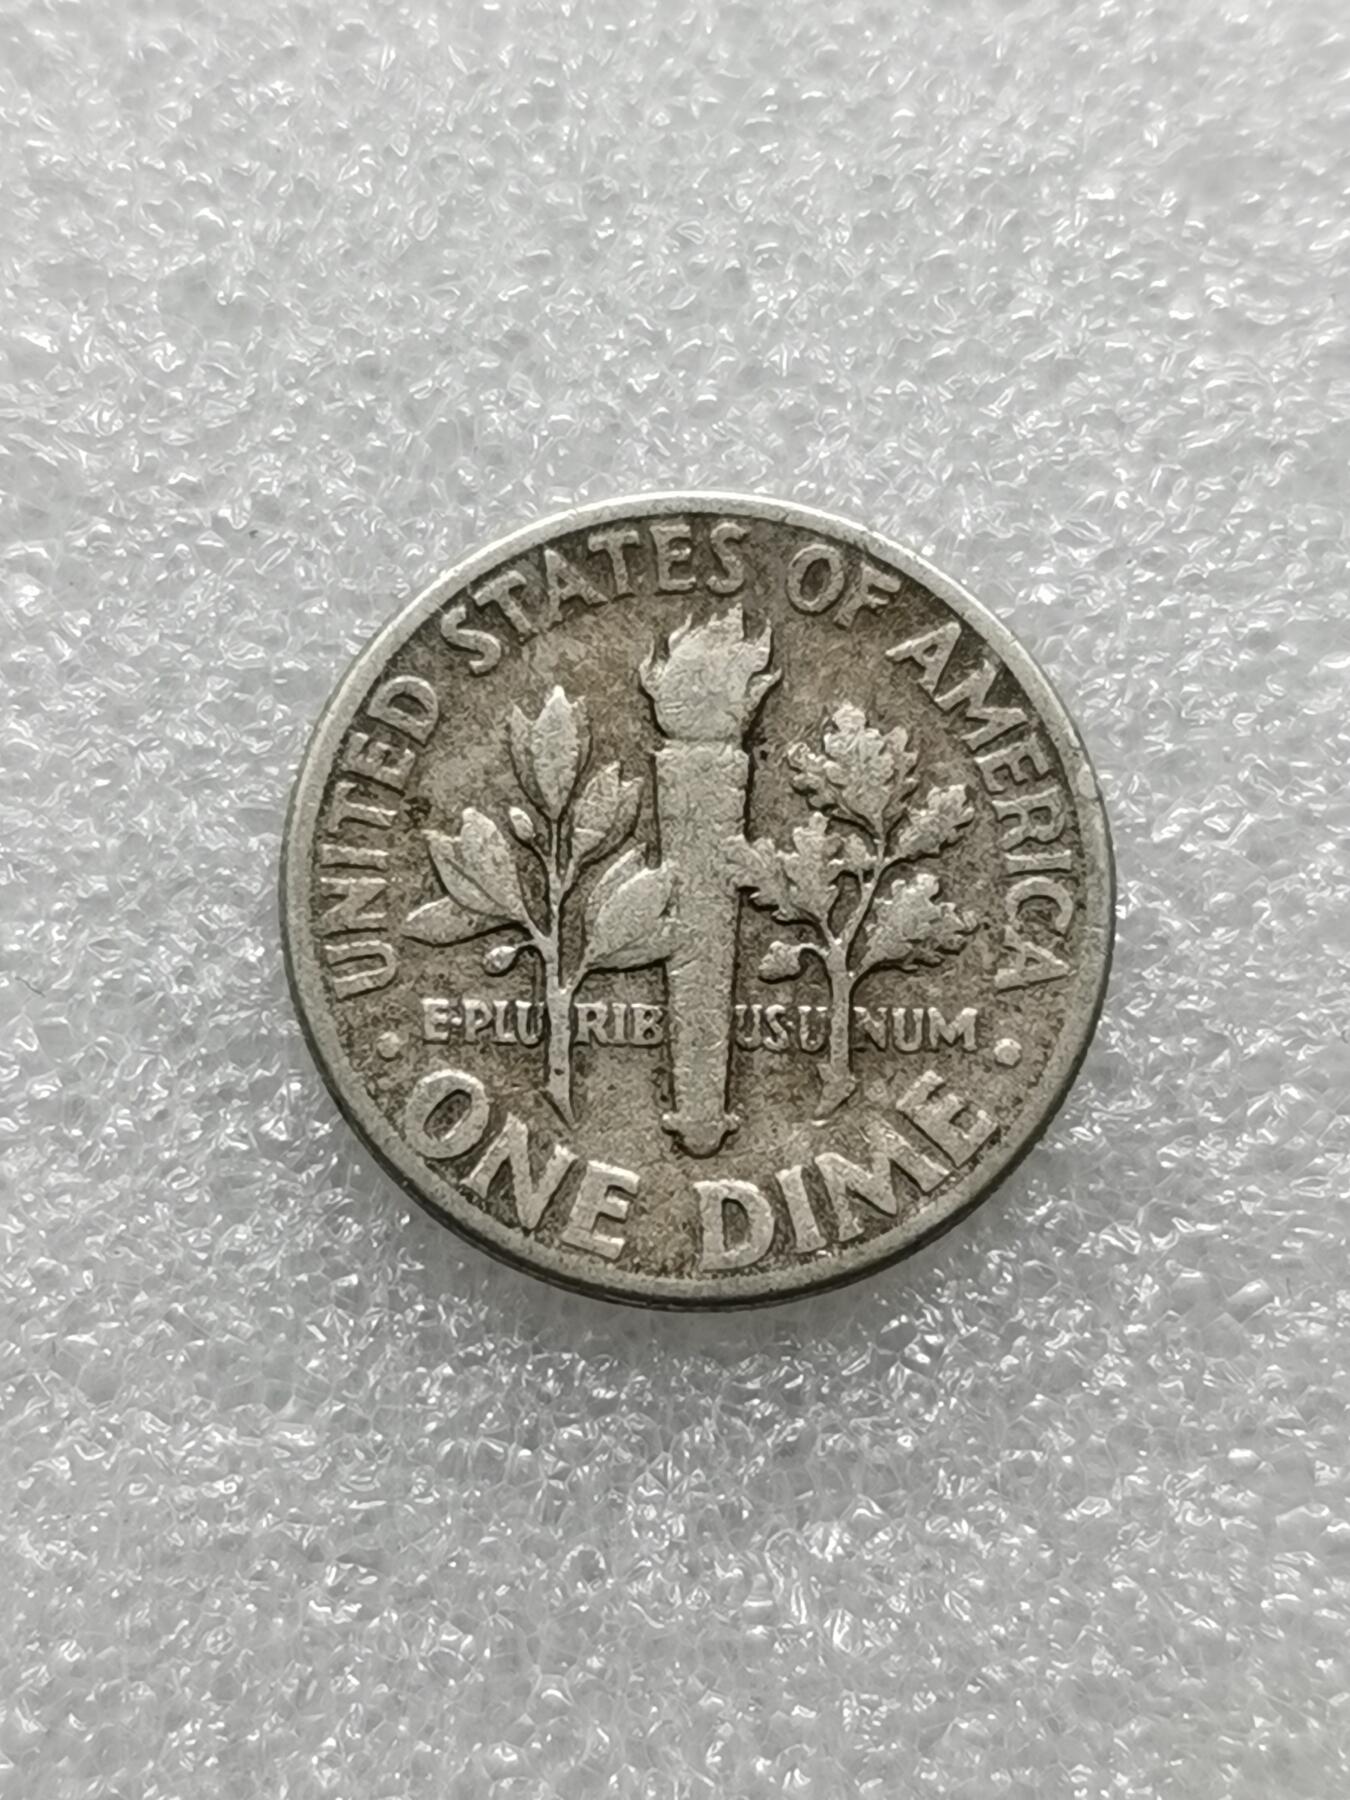 UNITED STATES OF AMERICA
E·PLURIBUS·UNUM
· ONE DIME ·